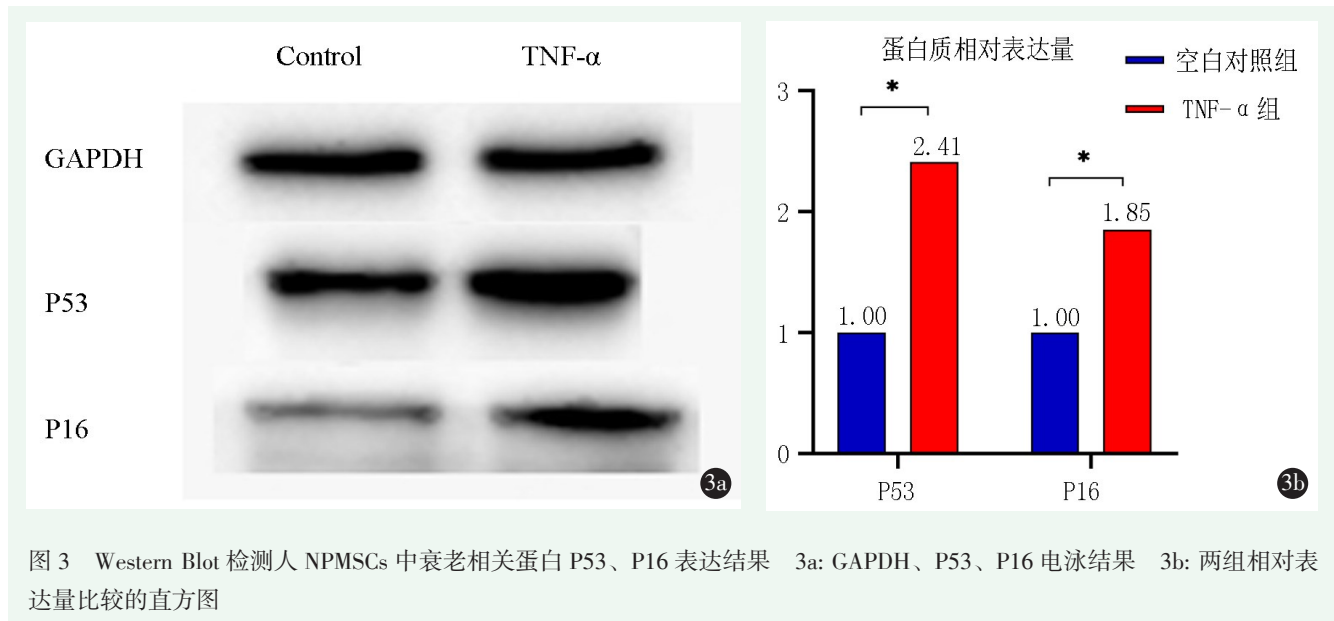 Control TNF-α
GAPDH
P53
P16
3a
蛋白质相对表达量
空白对照组
TNF-α组
3
2
1
0
*
*
1.00
2.41
1.00
1.85
P53 P16
3b
图 3 Western Blot 检测人 NPMSCs 中衰老相关蛋白 P53、P16 表达结果 3a: GAPDH、P53、P16 电泳结果 3b: 两组相对表
达量比较的直方图